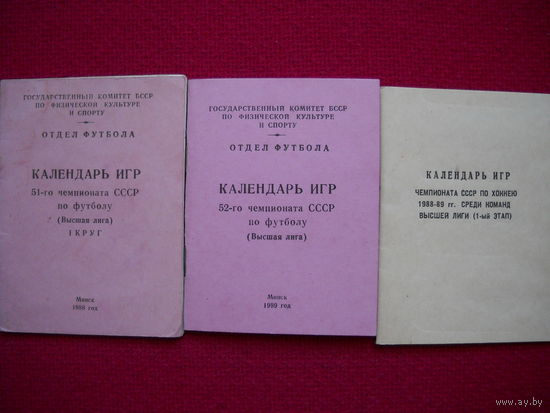 ГОСУДАРСТВЕННЫЙ КОМИТЕТ БССР
ПО ФИЗИЧЕСКОЙ КУЛЬТУРЕ
И СПОРТУ
ОТДЕЛ ФУТБОЛА
КАЛЕНДАРЬ ИГР
51-го чемпионата СССР
по футболу
(Высшая лига)
I КРУГ
Минск
1988 год
ГОСУДАРСТВЕННЫЙ КОМИТЕТ БССР
ПО ФИЗИЧЕСКОЙ КУЛЬТУРЕ
И СПОРТУ
ОТДЕЛ ФУТБОЛА
КАЛЕНДАРЬ ИГР
52-го чемпионата СССР
по футболу
(Высшая лига)
Минск
1989 год
КАЛЕНДАРЬ ИГР
ЧЕМПИОНАТА СССР ПО ХОККЕЮ
1988-89 гг. СРЕДИ КОМАНД
ВЫСШЕЙ ЛИГИ (1-ый ЭТАП)
www.ay.by